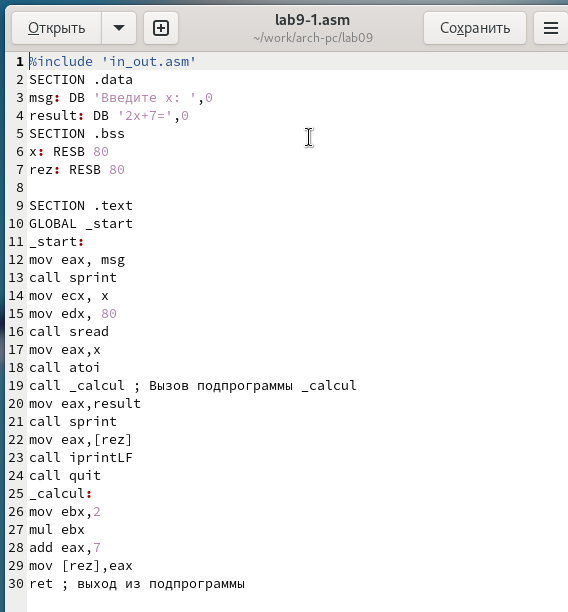 Открыть
lab9-1.asm
~/work/arch-pc/lab09
Сохранить
1 %include 'in_out.asm'
2 SECTION .data
3 msg: DB 'Введите x: ',0
4 result: DB '2x+7=',0
5 SECTION .bss
6 x: RESB 80
7 rez: RESB 80
8
9 SECTION .text
10 GLOBAL _start
11 _start:
12 mov eax, msg
13 call sprint
14 mov ecx, x
15 mov edx, 80
16 call sread
17 mov eax,x
18 call atoi
19 call _calcul ; Вызов подпрограммы _calcul
20 mov eax,result
21 call sprint
22 mov eax,[rez]
23 call iprintLF
24 call quit
25 _calcul:
26 mov ebx,2
27 mul ebx
28 add eax,7
29 mov [rez],eax
30 ret ; выход из подпрограммы